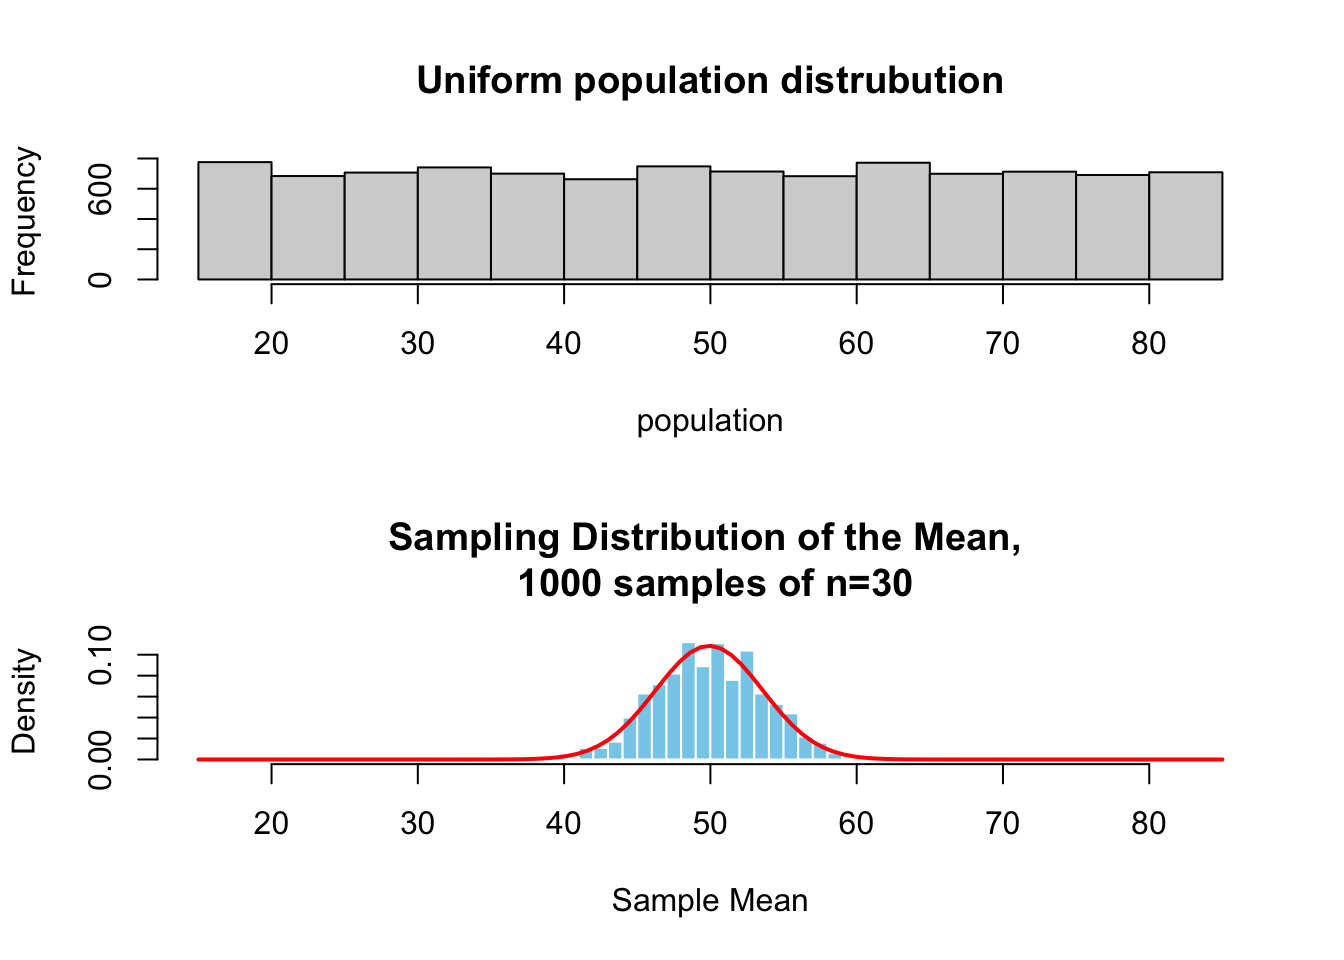 Uniform population distrubution
Frequency
0
600
20 30 40 50 60 70 80
population
Sampling Distribution of the Mean,
1000 samples of n=30
Density
0.00
0.10
20 30 40 50 60 70 80
Sample Mean